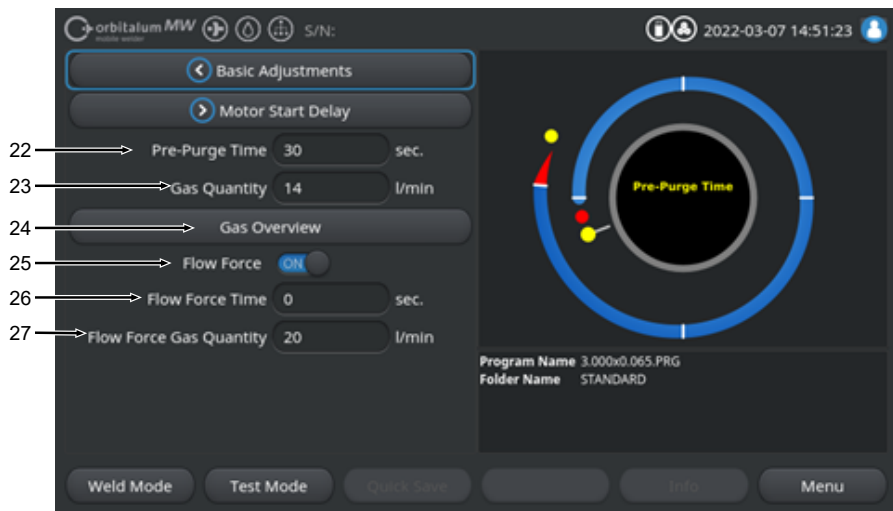 orbitalum MW S/N: 2022-03-07 14:51:23
mobile welder
Basic Adjustments
Motor Start Delay
22 Pre-Purge Time 30 sec.
23 Gas Quantity 14 l/min
24 Gas Overview
25 Flow Force ON
26 Flow Force Time 0 sec.
27 Flow Force Gas Quantity 20 l/min
Pre-Purge Time
Program Name 3.000x0.065.PRG
Folder Name STANDARD
Weld Mode Test Mode Quick Save Info Menu